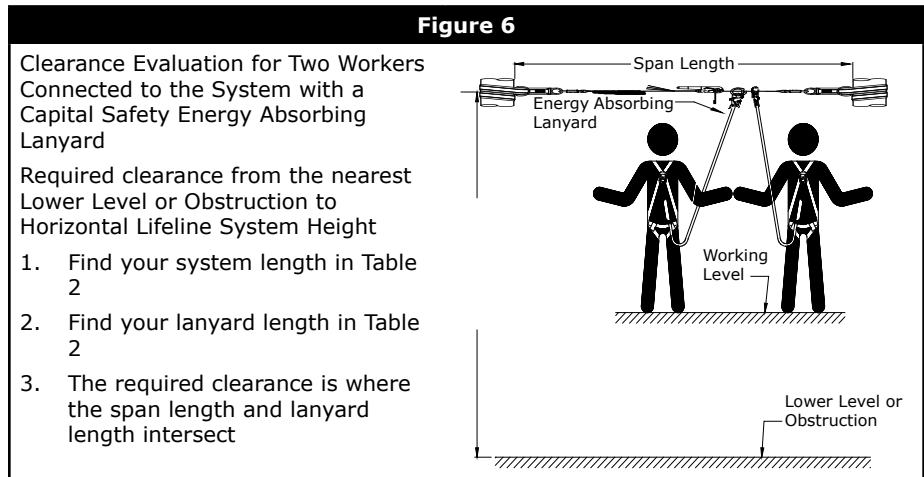 Figure 6
Clearance Evaluation for Two Workers
Connected to the System with a
Capital Safety Energy Absorbing
Lanyard
Required clearance from the nearest
Lower Level or Obstruction to
Horizontal Lifeline System Height
1. Find your system length in Table
2
2. Find your lanyard length in Table
2
3. The required clearance is where
the span length and lanyard
length intersect
Span Length
Energy Absorbing
Lanyard
Working
Level
Lower Level or
Obstruction